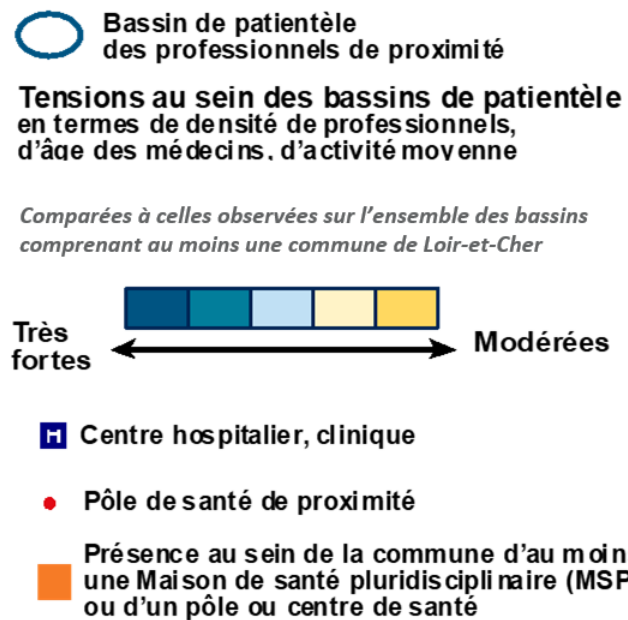 Bassin de patientèle
des professionnels de proximité
Tensions au sein des bassins de patientèle
en termes de densité de professionnels,
d'âge des médecins, d'activité moyenne
Comparées à celles observées sur l'ensemble des bassins
comprenant au moins une commune de Loir-et-Cher
Très
fortes
Modérées
H Centre hospitalier, clinique
Pôle de santé de proximité
Présence au sein de la commune d'au moin
une Maison de santé pluridisciplinaire (MSP
ou d'un pôle ou centre de santé